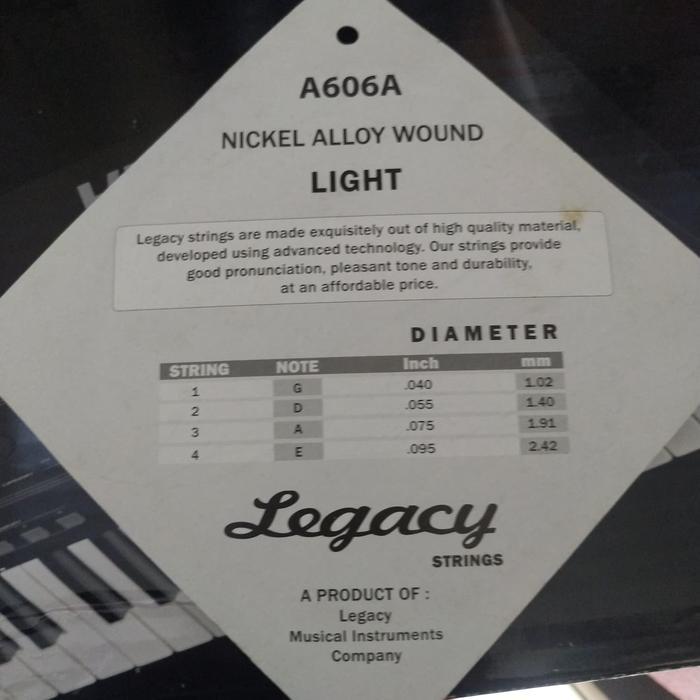 A606A
NICKEL ALLOY WOUND
LIGHT
Legacy strings are made exquisitely out of high quality material,
developed using advanced technology. Our strings provide
good pronunciation, pleasant tone and durability,
at an affordable price.
DIAMETER
STRING NOTE Inch mm
1 G .040 1.02
2 D .055 1.40
3 A .075 1.91
4 E .095 2.42
Legacy
STRINGS
A PRODUCT OF :
Legacy
Musical Instruments
Company